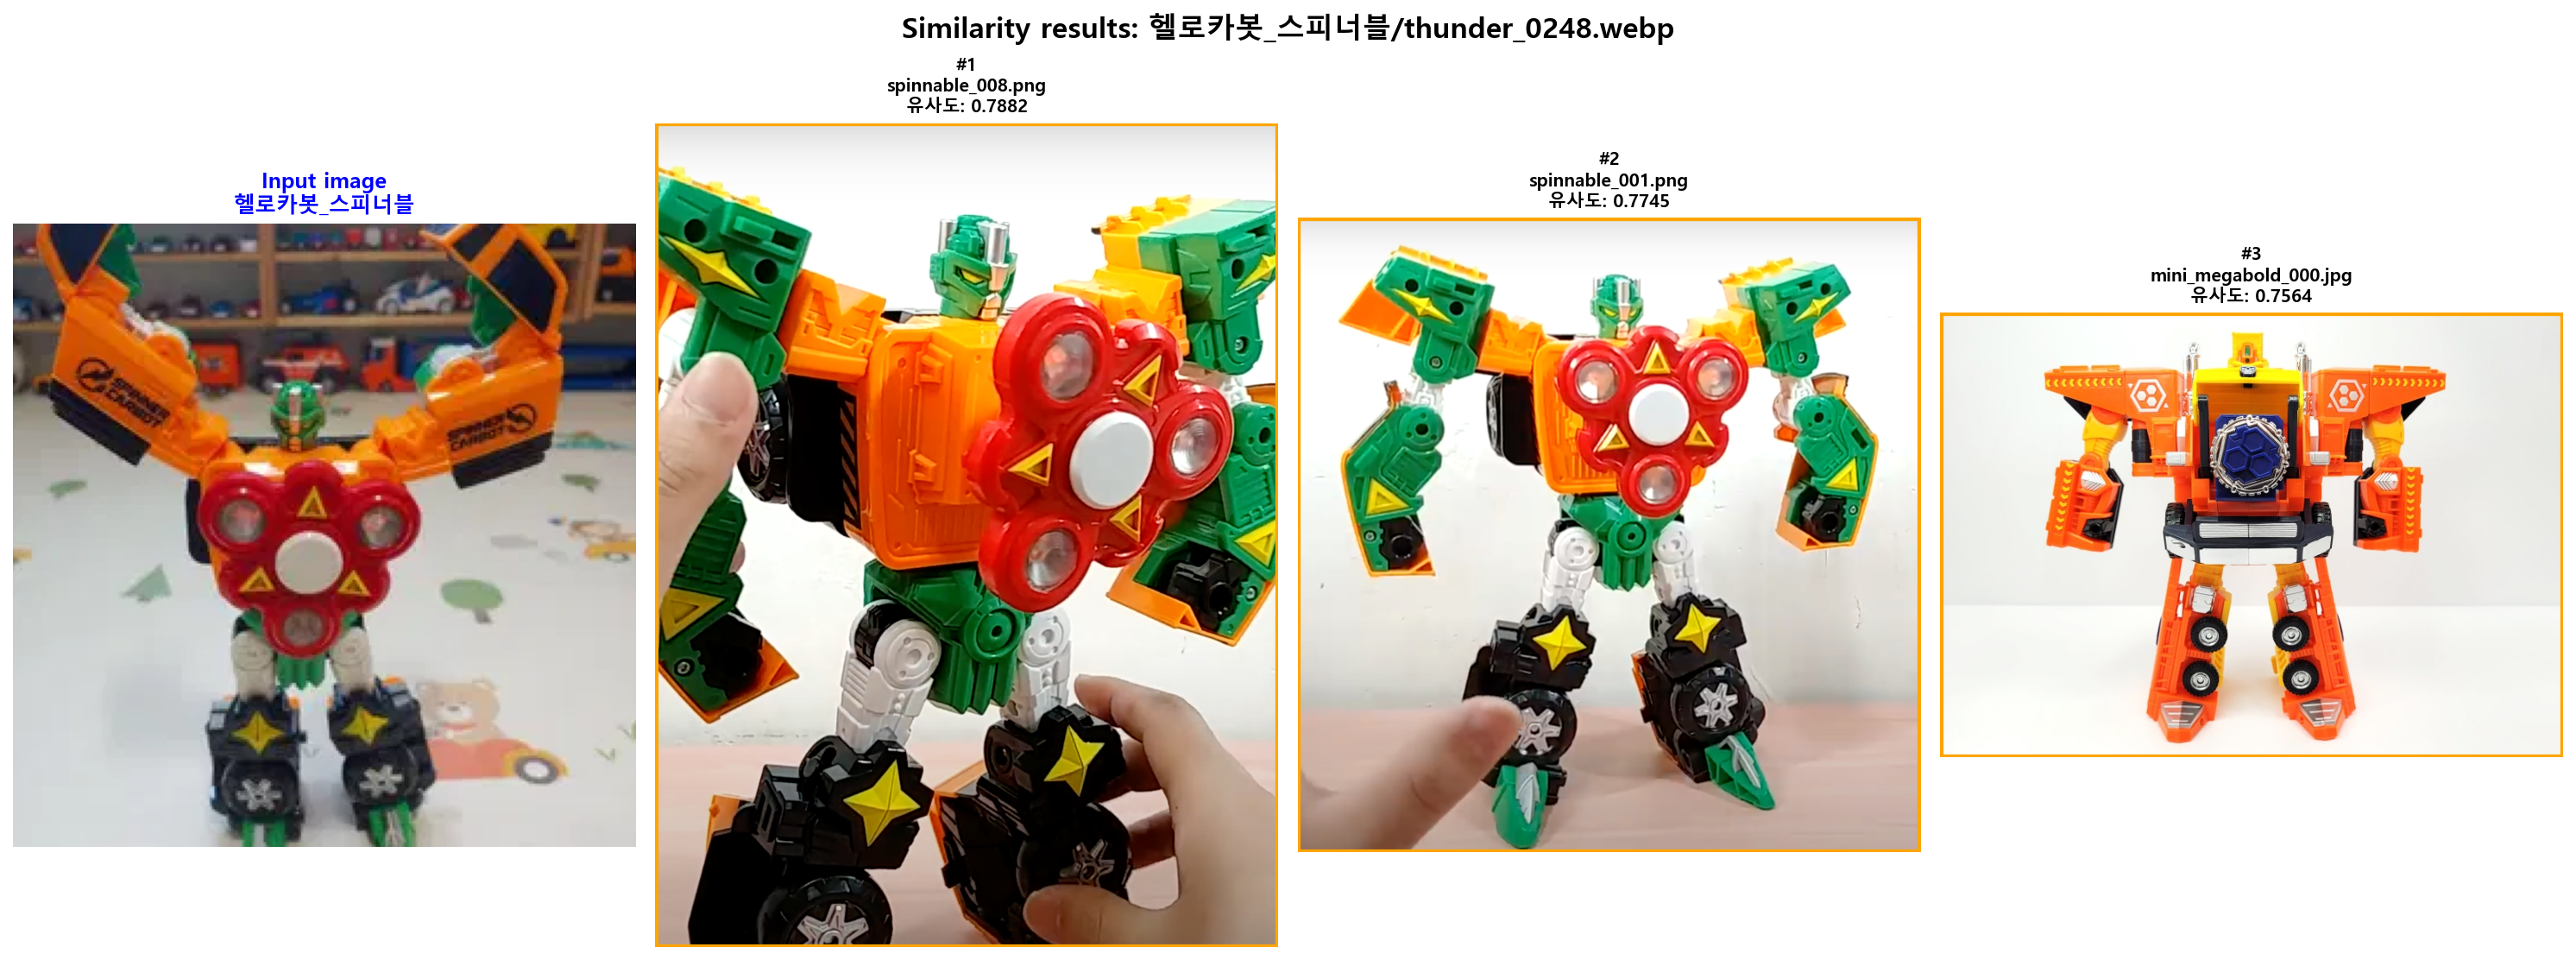 Similarity results: 헬로카봇_스피너블/thunder_0248.webp
Input image
헬로카봇_스피너블
SPINNER
CARBOT
SPINNER
CARBOT
#1
spinnable_008.png
유사도: 0.7882
#2
spinnable_001.png
유사도: 0.7745
#3
mini_megabold_000.jpg
유사도: 0.7564